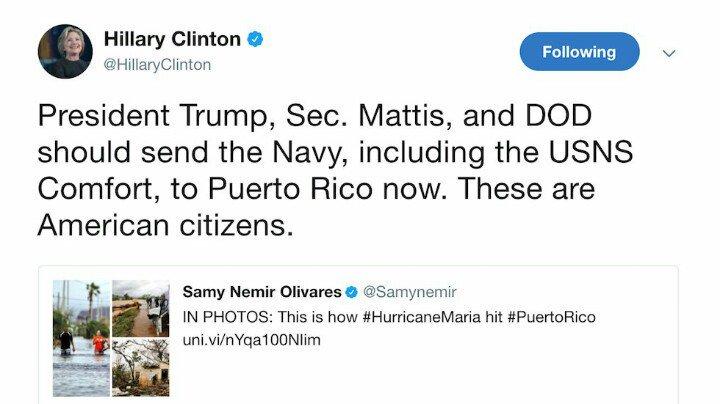 Hillary Clinton
@HillaryClinton
Following
President Trump, Sec. Mattis, and DOD
should send the Navy, including the USNS
Comfort, to Puerto Rico now. These are
American citizens.
Samy Nemir Olivares @Samynemir
IN PHOTOS: This is how #HurricaneMaria hit #PuertoRico
uni.vi/nYqa100NIim